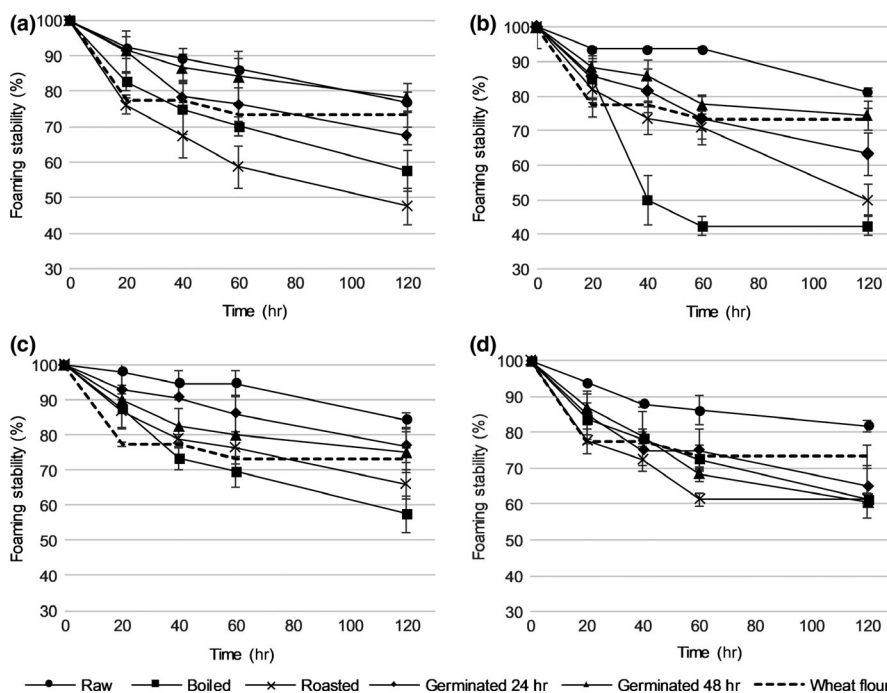 (a)
Foaming stability (%)
100
90
80
70
60
50
40
30
0 20 40 60 80 100 120
Time (hr)
(b)
Foaming stability (%)
100
90
80
70
60
50
40
30
0 20 40 60 80 100 120
Time (hr)
(c)
Foaming stability (%)
100
90
80
70
60
50
40
30
0 20 40 60 80 100 120
Time (hr)
(d)
Foaming stability (%)
100
90
80
70
60
50
40
30
0 20 40 60 80 100 120
Time (hr)
Raw Boiled Roasted Germinated 24 hr Germinated 48 hr Wheat flour